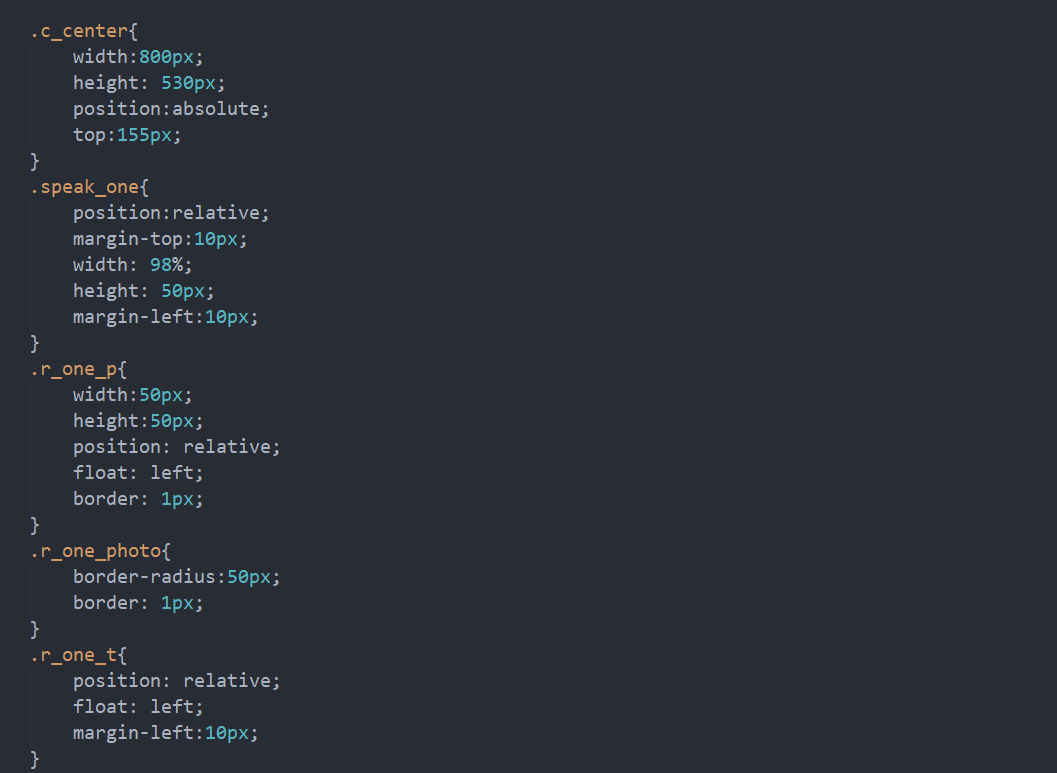 .c_center{
    width:800px;
    height: 530px;
    position:absolute;
    top:155px;
}
.speak_one{
    position:relative;
    margin-top:10px;
    width: 98%;
    height: 50px;
    margin-left:10px;
}
.r_one_p{
    width:50px;
    height:50px;
    position: relative;
    float: left;
    border: 1px;
}
.r_one_photo{
    border-radius:50px;
    border: 1px;
}
.r_one_t{
    position: relative;
    float: left;
    margin-left:10px;
}